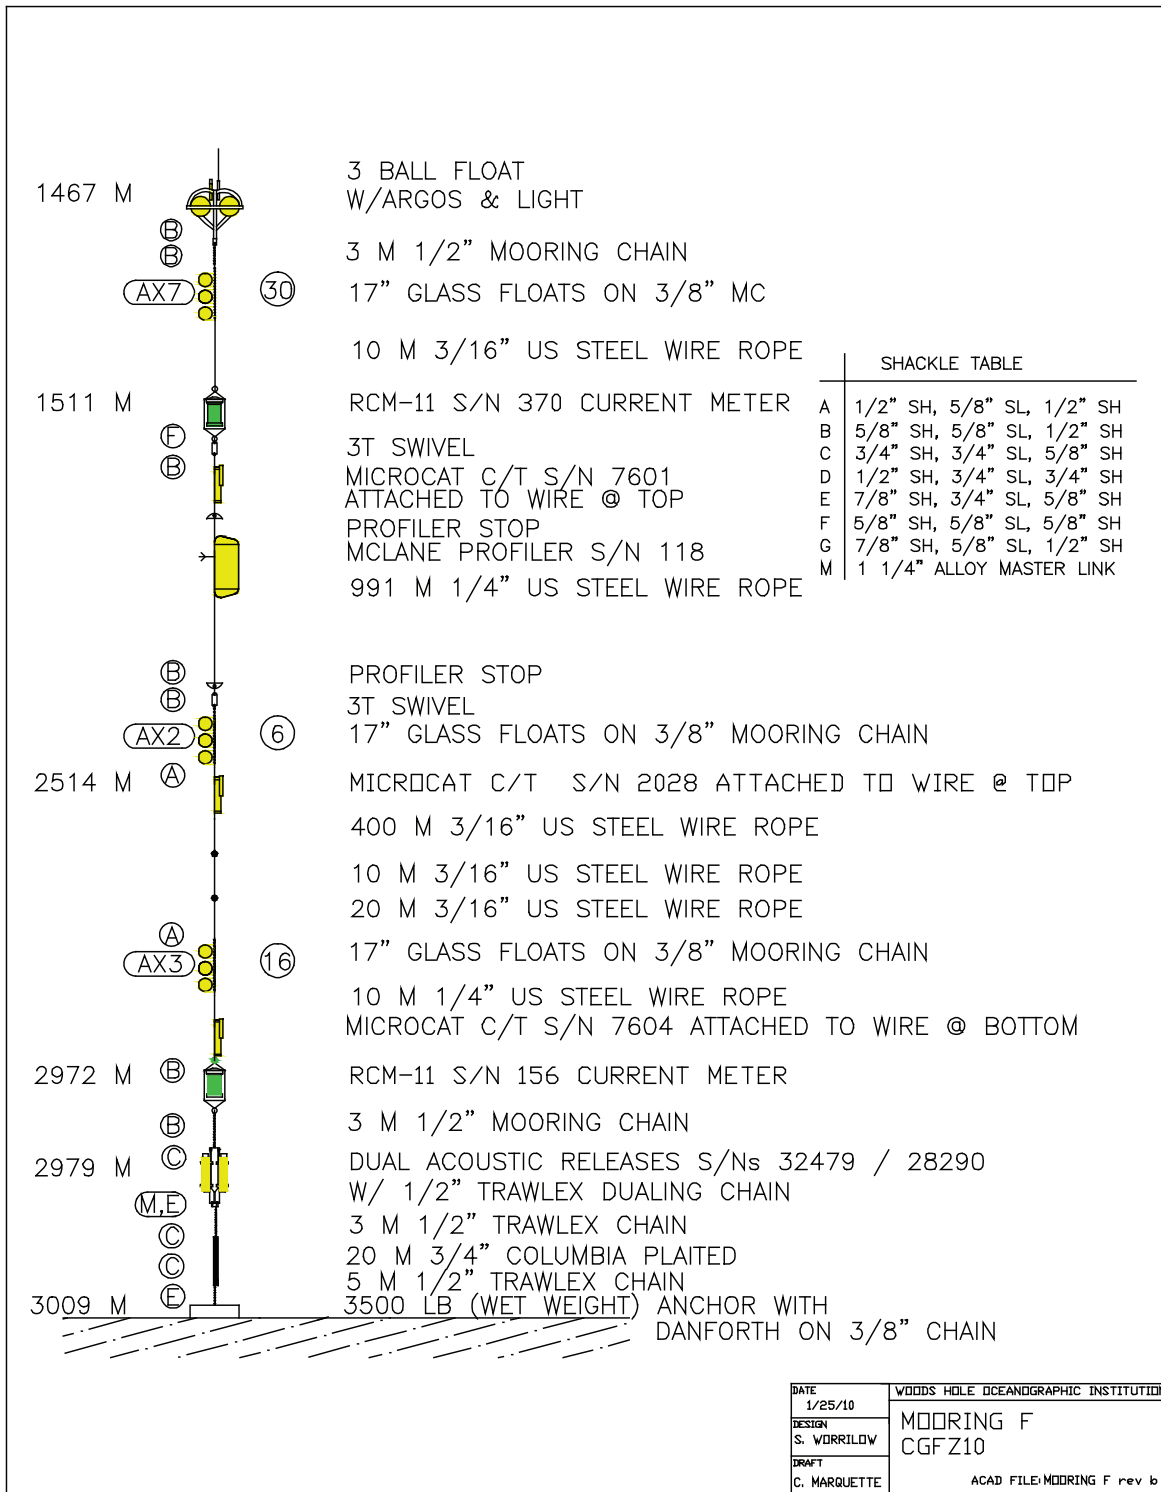 3 BALL FLOAT
1467 M
W/ARGOS & LIGHT
B
B
3 M 1/2” MOORING CHAIN
AX7
30
17” GLASS FLOATS ON 3/8” MC
10 M 3/16” US STEEL WIRE ROPE
1511 M
RCM-11 S/N 370 CURRENT METER
F
3T SWIVEL
B
MICROCAT C/T S/N 7601
ATTACHED TO WIRE @ TOP
PROFILER STOP
MCLANE PROFILER S/N 118
991 M 1/4” US STEEL WIRE ROPE
SHACKLE TABLE
A 1/2” SH, 5/8” SL, 1/2” SH
B 5/8” SH, 5/8” SL, 1/2” SH
C 3/4” SH, 3/4” SL, 5/8” SH
D 1/2” SH, 3/4” SL, 3/4” SH
E 7/8” SH, 3/4” SL, 5/8” SH
F 5/8” SH, 5/8” SL, 5/8” SH
G 7/8” SH, 5/8” SL, 1/2” SH
M 1 1/4” ALLOY MASTER LINK
B
PROFILER STOP
B
3T SWIVEL
AX2
6
17” GLASS FLOATS ON 3/8” MOORING CHAIN
2514 M
A
MICROCAT C/T S/N 2028 ATTACHED TO WIRE @ TOP
400 M 3/16” US STEEL WIRE ROPE
10 M 3/16” US STEEL WIRE ROPE
20 M 3/16” US STEEL WIRE ROPE
A
AX3
16
17” GLASS FLOATS ON 3/8” MOORING CHAIN
10 M 1/4” US STEEL WIRE ROPE
MICROCAT C/T S/N 7604 ATTACHED TO WIRE @ BOTTOM
2972 M
B
RCM-11 S/N 156 CURRENT METER
B
3 M 1/2” MOORING CHAIN
2979 M
C
DUAL ACOUSTIC RELEASES S/Ns 32479 / 28290
W/ 1/2” TRAWLEX DUALING CHAIN
M,E
3 M 1/2” TRAWLEX CHAIN
C
20 M 3/4” COLUMBIA PLAITED
C
5 M 1/2” TRAWLEX CHAIN
3009 M
E
3500 LB (WET WEIGHT) ANCHOR WITH
DANFORTH ON 3/8” CHAIN
DATE
1/25/10
DESIGN
S. WORRILOW
DRAFT
C. MARQUETTE
WOODS HOLE OCEANOGRAPHIC INSTITUTION
MOORING F
CGFZ10
ACAD FILE:MOORING F rev b